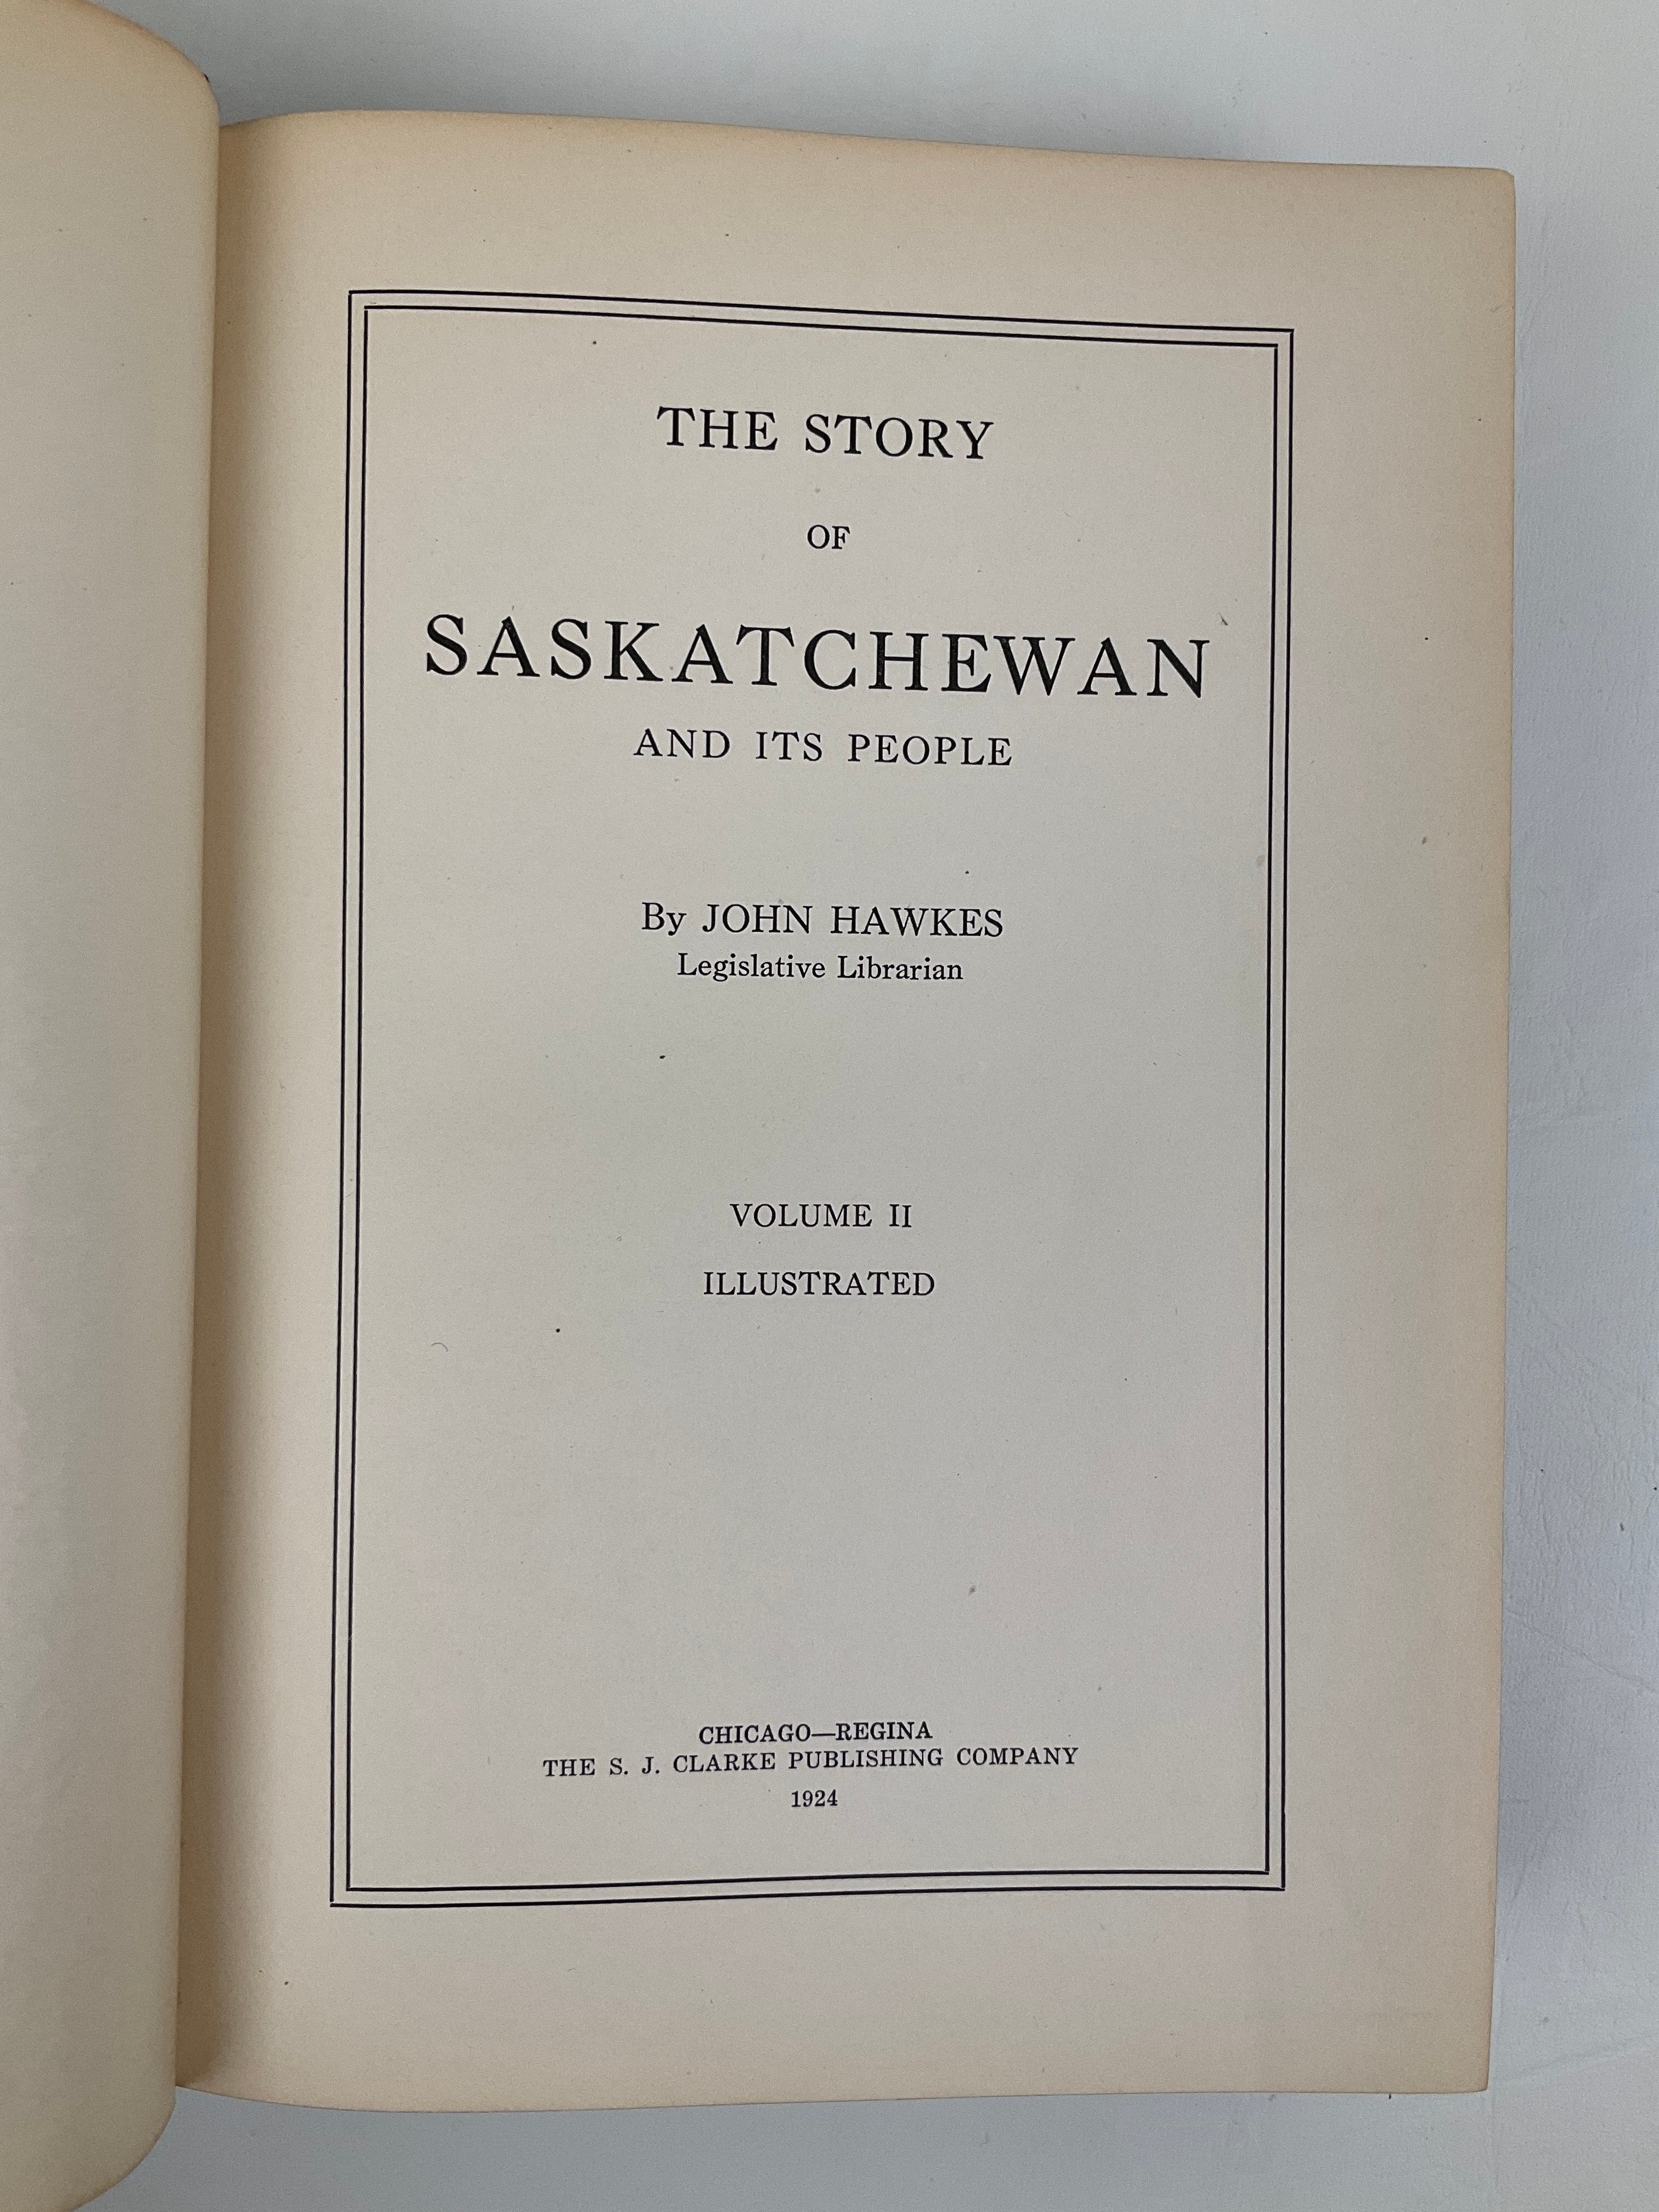 THE STORY
OF
SASKATCHEWAN
AND ITS PEOPLE
By JOHN HAWKES
Legislative Librarian
VOLUME II
ILLUSTRATED
CHICAGO—REGINA
THE S. J. CLARKE PUBLISHING COMPANY
1924